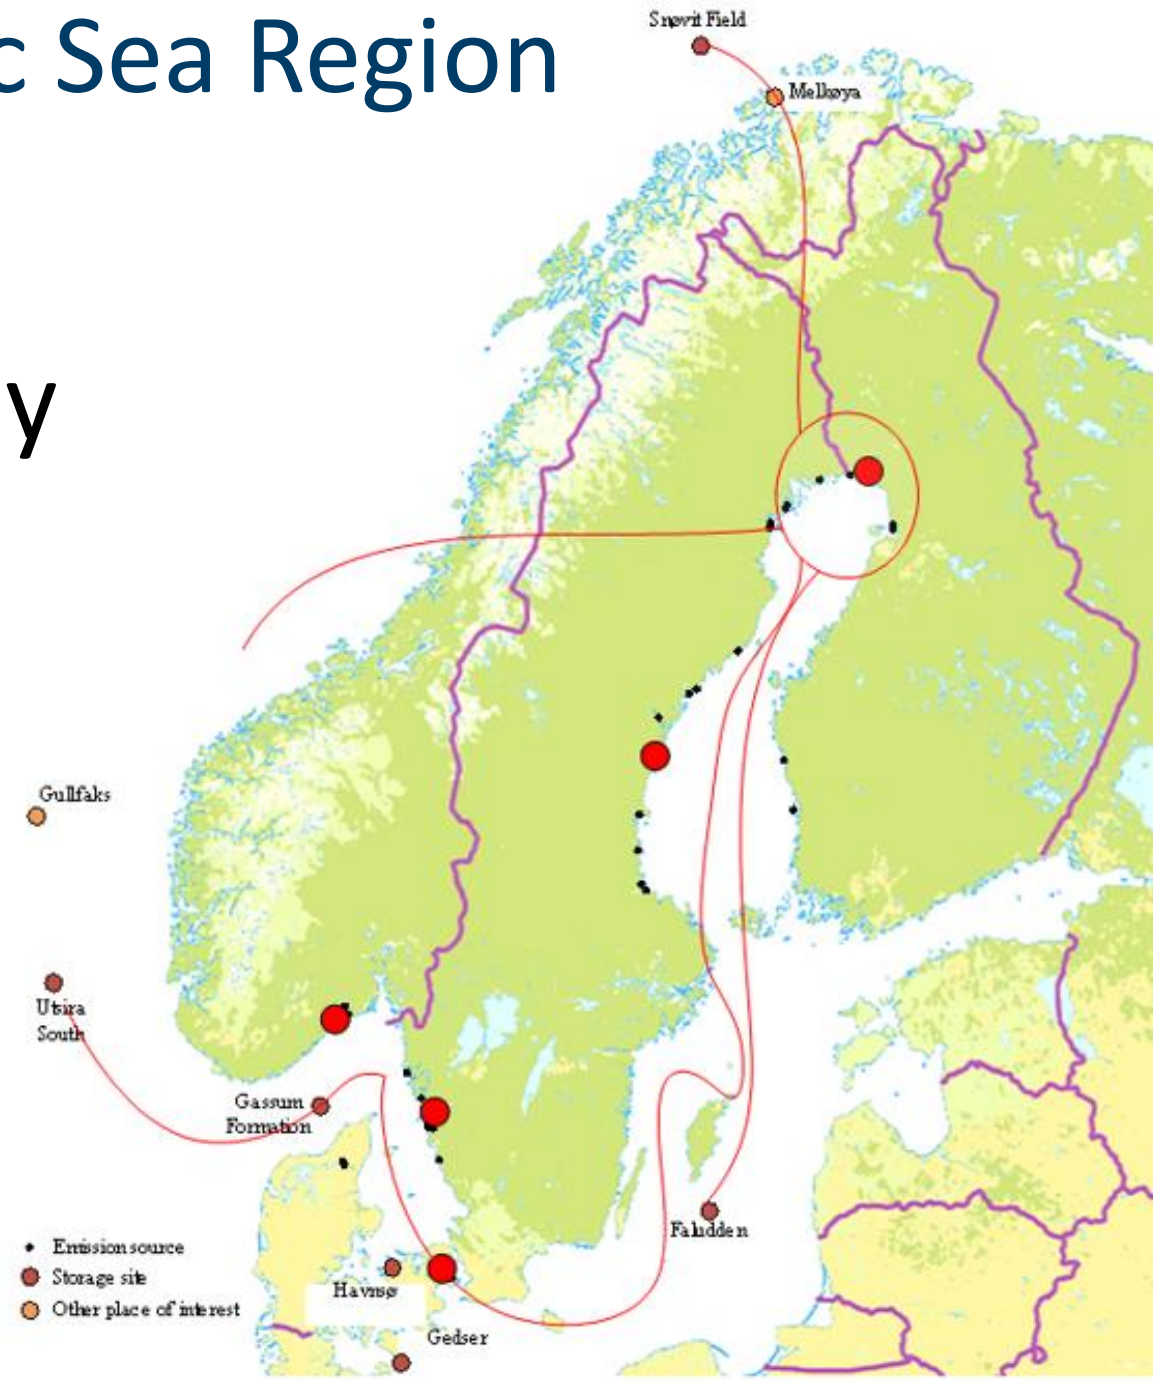 c Sea Region
y
Snøvit Field
Melkøya
Gullfaks
Utsira
South
Gassum
Formation
Faludden
Havnsø
Gedser
Emission source
Storage site
Other place of interest